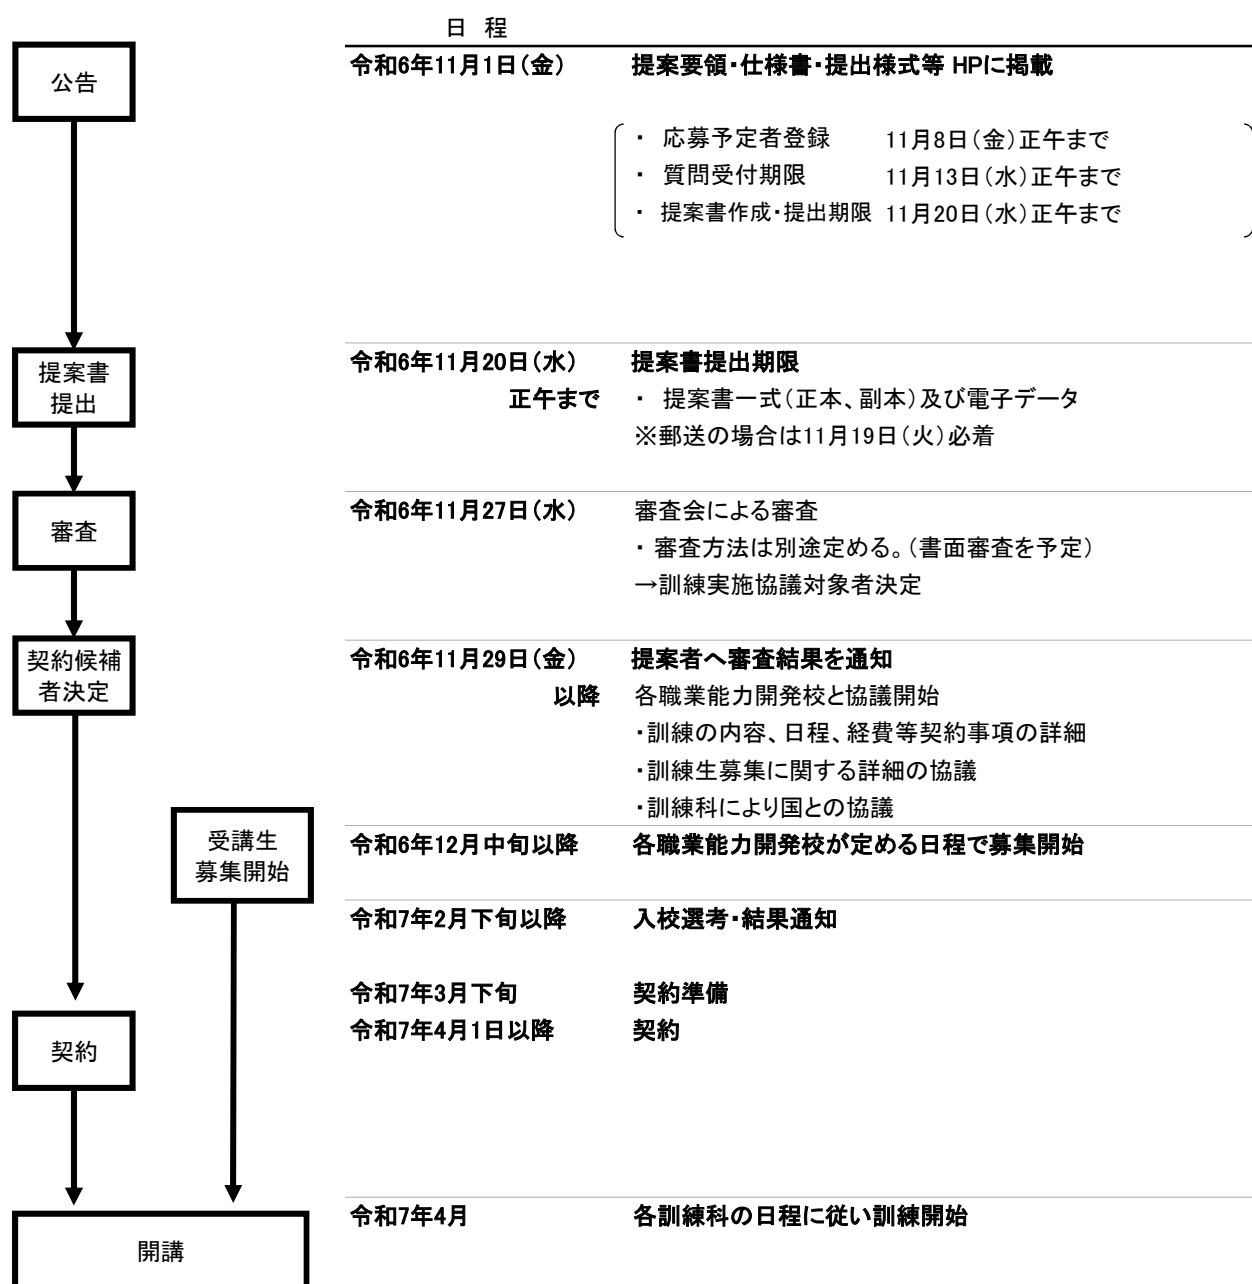 日 程
公告
令和6年11月1日(金) 提案要領・仕様書・提出様式等 HPに掲載
・ 応募予定者登録 11月8日(金)正午まで
・ 質問受付期限 11月13日(水)正午まで
・ 提案書作成・提出期限 11月20日(水)正午まで
提案書
提出
令和6年11月20日(水) 提案書提出期限
正午まで ・ 提案書一式(正本、副本)及び電子データ
※郵送の場合は11月19日(火)必着
審査
令和6年11月27日(水) 審査会による審査
・ 審査方法は別途定める。(書面審査を予定)
→訓練実施協議対象者決定
契約候補
者決定
令和6年11月29日(金) 提案者へ審査結果を通知
以降 各職業能力開発校と協議開始
・訓練の内容、日程、経費等契約事項の詳細
・訓練生募集に関する詳細の協議
・訓練科により国との協議
受講生
募集開始
令和6年12月中旬以降 各職業能力開発校が定める日程で募集開始
令和7年2月下旬以降 入校選考・結果通知
令和7年3月下旬 契約準備
令和7年4月1日以降 契約
契約
令和7年4月 各訓練科の日程に従い訓練開始
開講